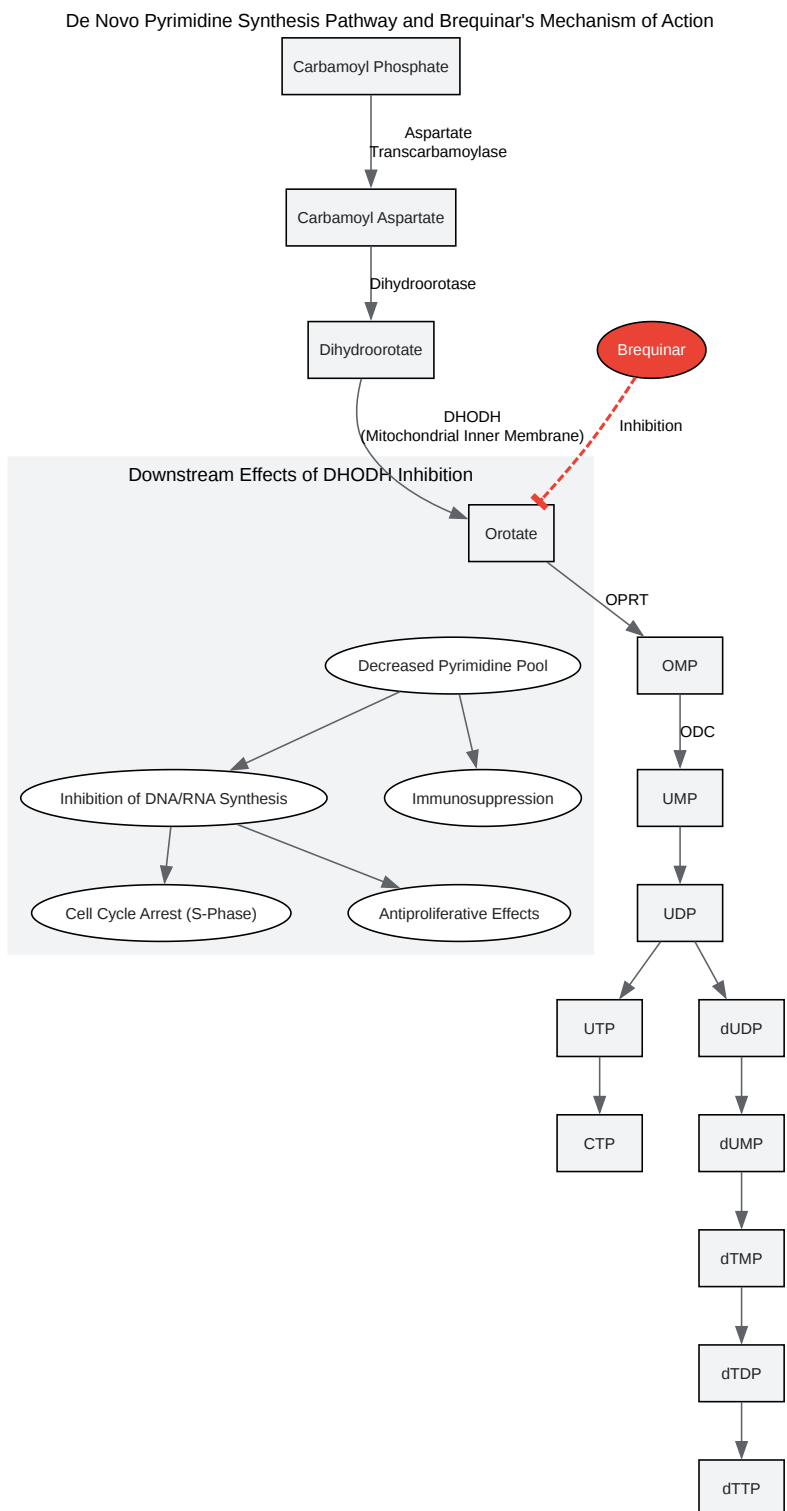 De Novo Pyrimidine Synthesis Pathway and Brequinar's Mechanism of Action
Carbamoyl Phosphate
Aspartate
Transcarbamoylase
Carbamoyl Aspartate
Dihydroorotase
Dihydroorotate
Brequinar
DHODH
(Mitochondrial Inner Membrane)
Inhibition
Downstream Effects of DHODH Inhibition
Orotate
OPRT
Decreased Pyrimidine Pool
OMP
ODC
Inhibition of DNA/RNA Synthesis
Immunosuppression
UMP
Cell Cycle Arrest (S-Phase)
Antiproliferative Effects
UDP
UTP
dUDP
CTP
dUMP
dTMP
dTDP
dTTP